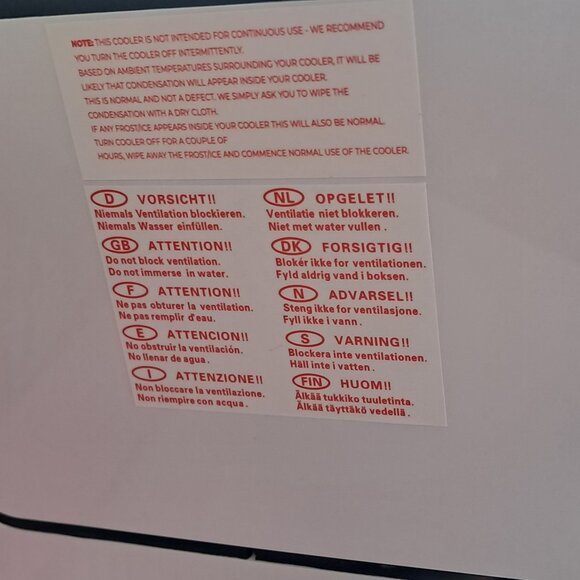 NOTE: THIS COOLER IS NOT INTENDED FOR CONTINUOUS USE - WE RECOMMEND
YOU TURN THE COOLER OFF INTERMITTENTLY.
BASED ON AMBIENT TEMPERATURES SURROUNDING YOUR COOLER, IT WILL BE
LIKELY THAT CONDENSATION WILL APPEAR INSIDE YOUR COOLER.
THIS IS NORMAL AND NOT A DEFECT. WE SIMPLY ASK YOU TO WIPE THE
CONDENSATION WITH A DRY CLOTH.
IF ANY FROST/ICE APPEARS INSIDE YOUR COOLER THIS WILL ALSO BE NORMAL.
TURN COOLER OFF FOR A COUPLE OF
HOURS, WIPE AWAY THE FROST/ICE AND COMMENCE NORMAL USE OF THE COOLER.
D VORSICHT!!
Niemals Ventilation blockieren.
Niemals Wasser einfüllen.
GB ATTENTION!!
Do not block ventilation.
Do not immerse in water.
F ATTENTION!!
Ne pas obturer la ventilation.
Ne pas remplir d'eau.
E ATTENCION!!
No obstruir la ventilación.
No llenar de agua.
I ATTENZIONE!!
Non bloccare la ventilazione.
Non riempire con acqua.
NL OPGELET!!
Ventilatie niet blokkeren.
Niet met water vullen.
DK FORSIGTIG!!
Blokér ikke for ventilationen.
Fyld aldrig vand i boksen.
N ADVARSEL!!
Steng ikke for ventilasjone.
Fyll ikke i vann.
S VARNING!!
Blockera inte ventilationen.
Häll inte i vatten.
FIN HUOM!!
Älkää tukkiko tuuletinta.
Älkää täyttäkö vedellä.